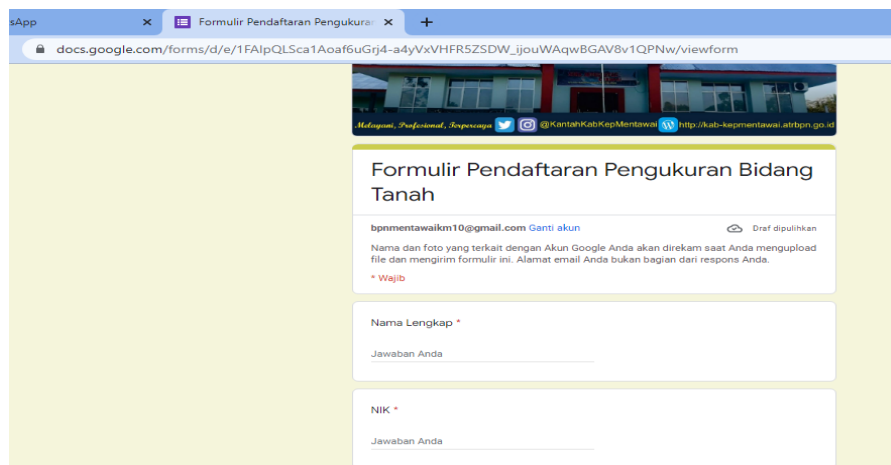 sApp
Formulir Pendaftaran Pengukuran
docs.google.com/forms/d/e/1FAIpQLSca1Aoaf6uGrj4-a4yVxVHFR5ZSDW_ijouWAqwBGAV8v1QPNw/viewform
Melayani, Profesional, Terpercaya @KantahKabKepMentawai http://kab-kepmentawai.atrbpn.go.id
Formulir Pendaftaran Pengukuran Bidang
Tanah
bpnmentawaikm10@gmail.com Ganti akun Draf dipulihkan
Nama dan foto yang terkait dengan Akun Google Anda akan direkam saat Anda mengupload
file dan mengirim formulir ini. Alamat email Anda bukan bagian dari respons Anda.
* Wajib
Nama Lengkap *
Jawaban Anda
NIK *
Jawaban Anda